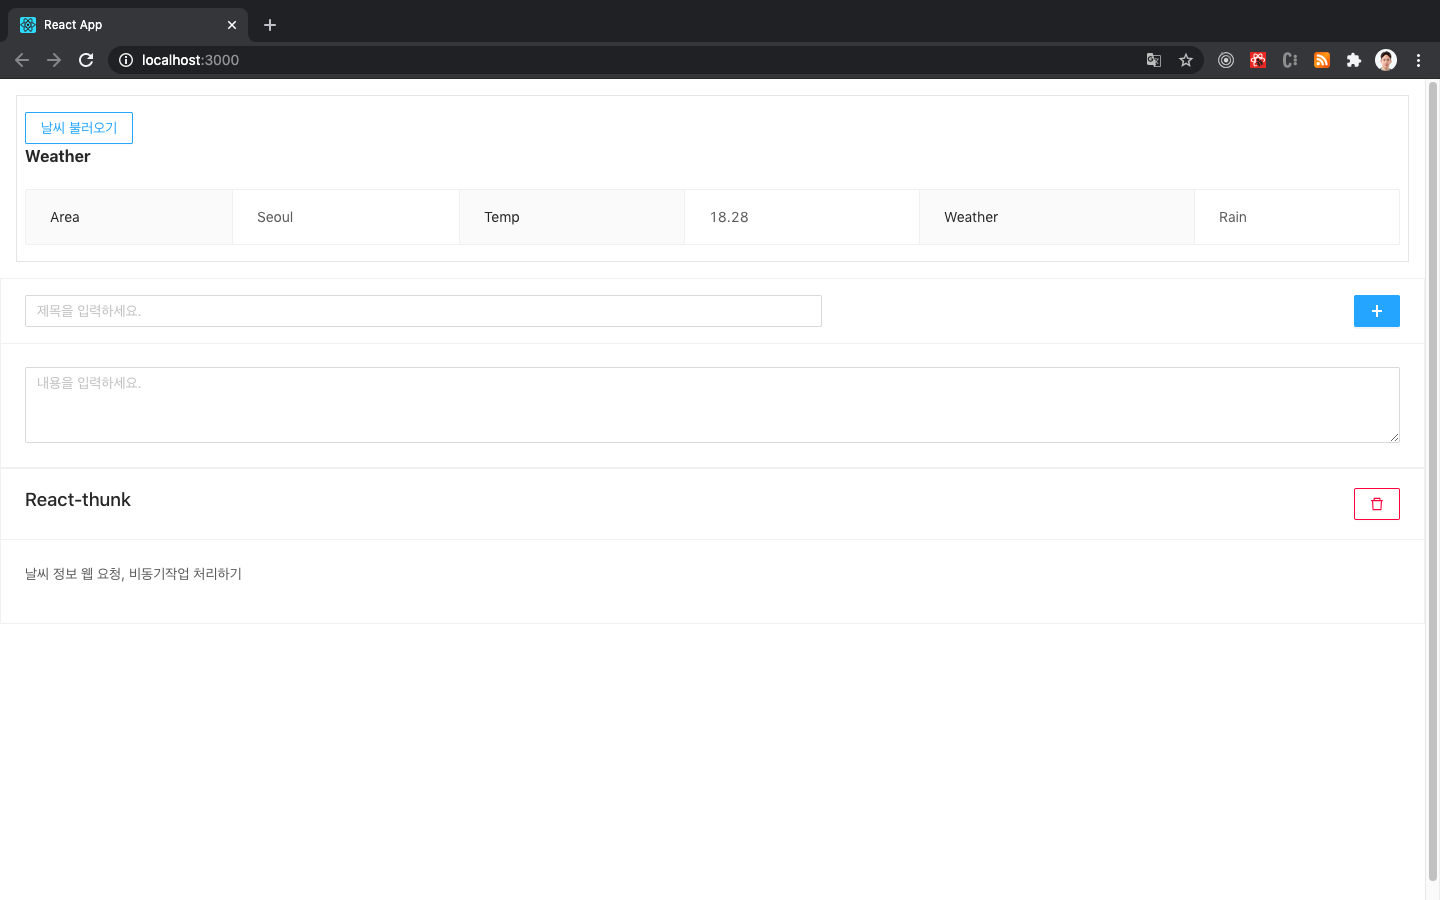 React App
localhost:3000
날씨 불러오기
Weather
Area Seoul Temp 18.28 Weather Rain
제목을 입력하세요.
내용을 입력하세요.
React-thunk
날씨 정보 웹 요청, 비동기작업 처리하기